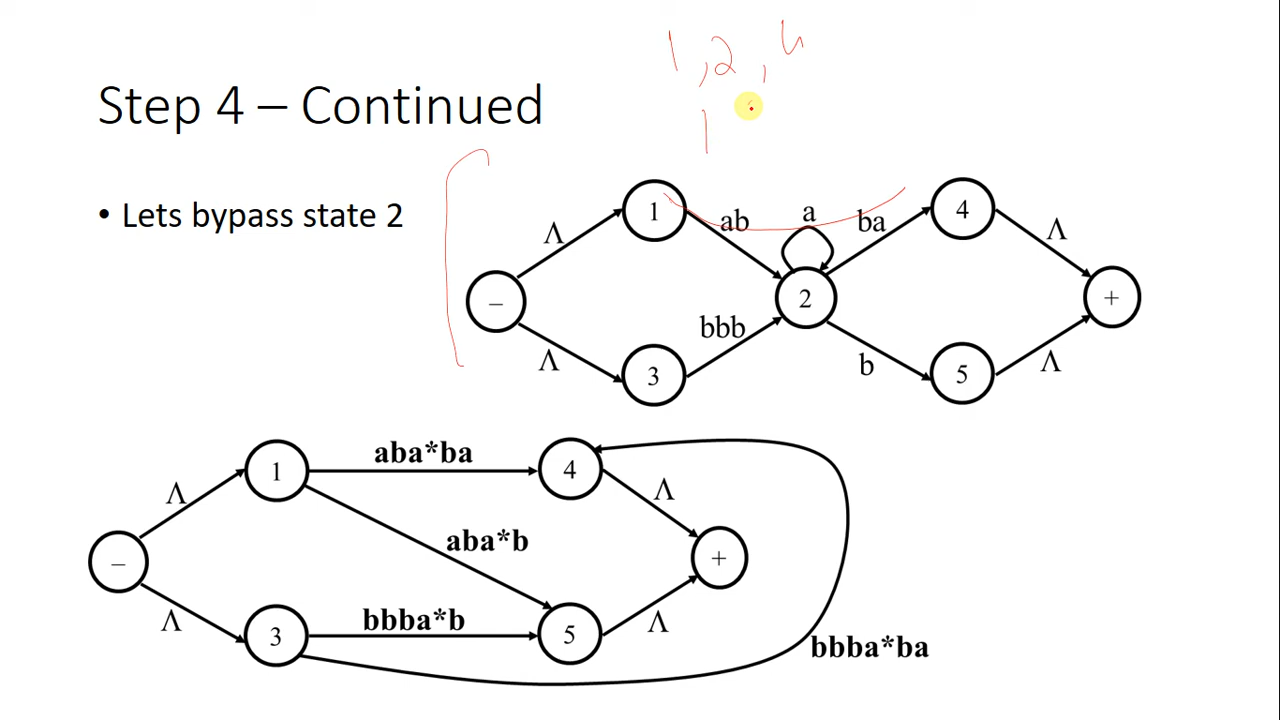 1, 2, 4
1
Step 4 – Continued
• Lets bypass state 2
Λ
1
ab
a
ba
4
Λ
–
2
+
Λ
3
bbb
b
5
Λ
Λ
1
aba*ba
4
Λ
–
aba*b
+
Λ
3
bbba*b
5
Λ
bbba*ba